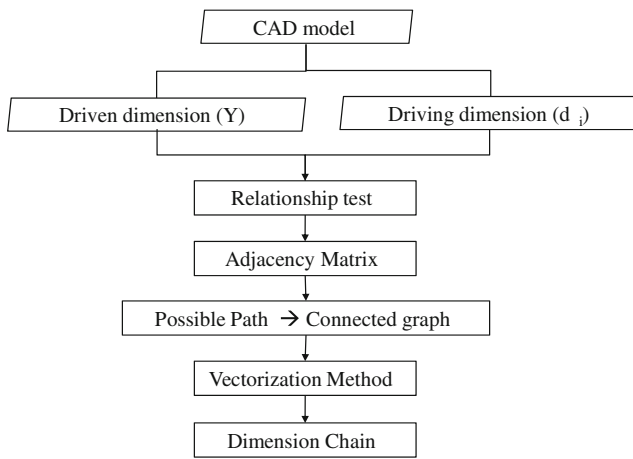 CAD model
Driven dimension (Y)
Driving dimension (d i)
Relationship test
Adjacency Matrix
Possible Path → Connected graph
Vectorization Method
Dimension Chain